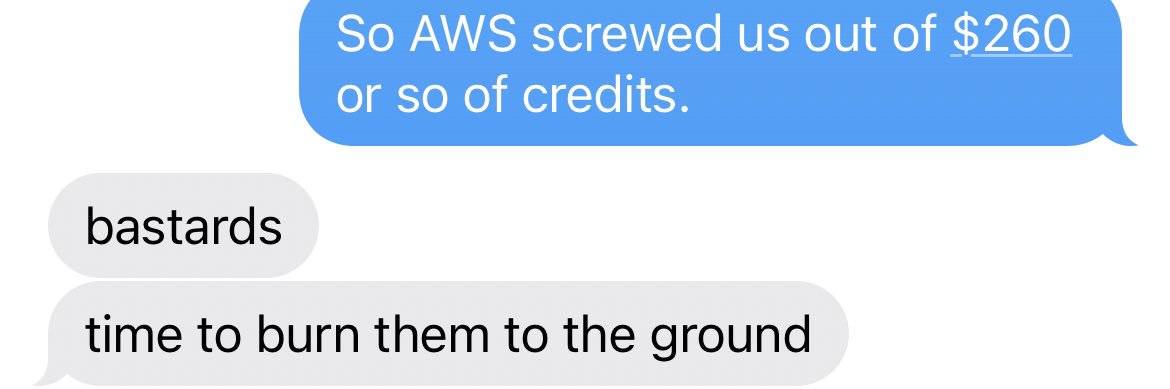 So AWS screwed us out of $260
or so of credits.
bastards
time to burn them to the ground